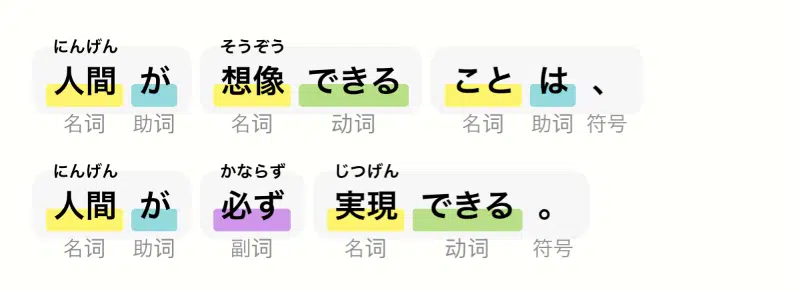 にんげん そうぞう
人間 が 想像 できる こと は 、
名词 助词 名词 动词 名词 助词 符号
にんげん かならず じつげん
人間 が 必ず 実現 できる 。
名词 助词 副词 名词 动词 符号